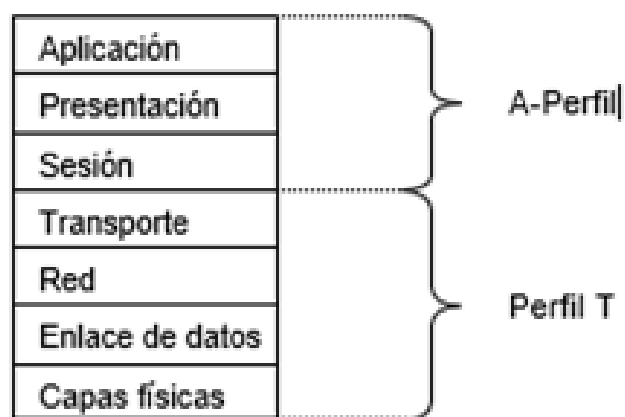 Aplicación
Presentación
Sesión
Transporte
Red
Enlace de datos
Capas físicas
A-Perfil
Perfil T